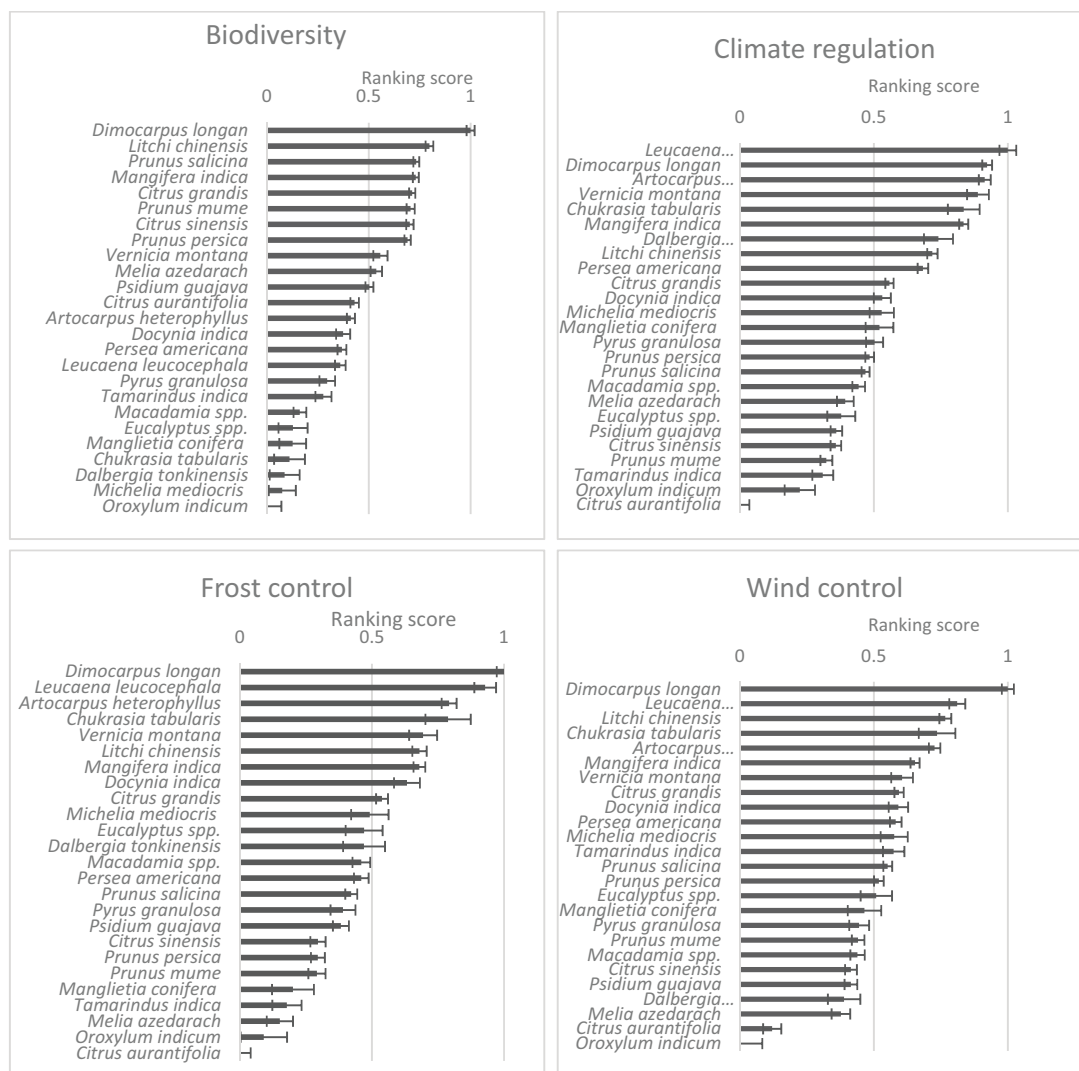 Biodiversity
Ranking score
0 0.5 1
Dimocarpus longan
Litchi chinensis
Prunus salicina
Mangifera indica
Citrus grandis
Prunus mume
Citrus sinensis
Prunus persica
Vernicia montana
Melia azedarach
Psidium guajava
Citrus aurantifolia
Artocarpus heterophyllus
Docynia indica
Persea americana
Leucaena leucocephala
Pyrus granulosa
Tamarindus indica
Macadamia spp.
Eucalyptus spp.
Manglietia conifera
Chukrasia tabularis
Dalbergia tonkinensis
Michelia mediocris
Oroxylum indicum
Climate regulation
Ranking score
0 0.5 1
Leucaena...
Dimocarpus longan
Artocarpus...
Vernicia montana
Chukrasia tabularis
Mangifera indica
Dalbergia...
Litchi chinensis
Persea americana
Citrus grandis
Docynia indica
Michelia mediocris
Manglietia conifera
Pyrus granulosa
Prunus persica
Prunus salicina
Macadamia spp.
Melia azedarach
Eucalyptus spp.
Psidium guajava
Citrus sinensis
Prunus mume
Tamarindus indica
Oroxylum indicum
Citrus aurantifolia
Frost control
Ranking score
0 0.5 1
Dimocarpus longan
Leucaena leucocephala
Artocarpus heterophyllus
Chukrasia tabularis
Vernicia montana
Litchi chinensis
Mangifera indica
Docynia indica
Citrus grandis
Michelia mediocris
Eucalyptus spp.
Dalbergia tonkinensis
Macadamia spp.
Persea americana
Prunus salicina
Pyrus granulosa
Psidium guajava
Citrus sinensis
Prunus persica
Prunus mume
Manglietia conifera
Tamarindus indica
Melia azedarach
Oroxylum indicum
Citrus aurantifolia
Wind control
Ranking score
0 0.5 1
Dimocarpus longan
Leucaena...
Litchi chinensis
Chukrasia tabularis
Artocarpus...
Mangifera indica
Vernicia montana
Citrus grandis
Docynia indica
Persea americana
Michelia mediocris
Tamarindus indica
Prunus salicina
Prunus persica
Eucalyptus spp.
Manglietia conifera
Pyrus granulosa
Prunus mume
Macadamia spp.
Citrus sinensis
Psidium guajava
Dalbergia...
Melia azedarach
Citrus aurantifolia
Oroxylum indicum